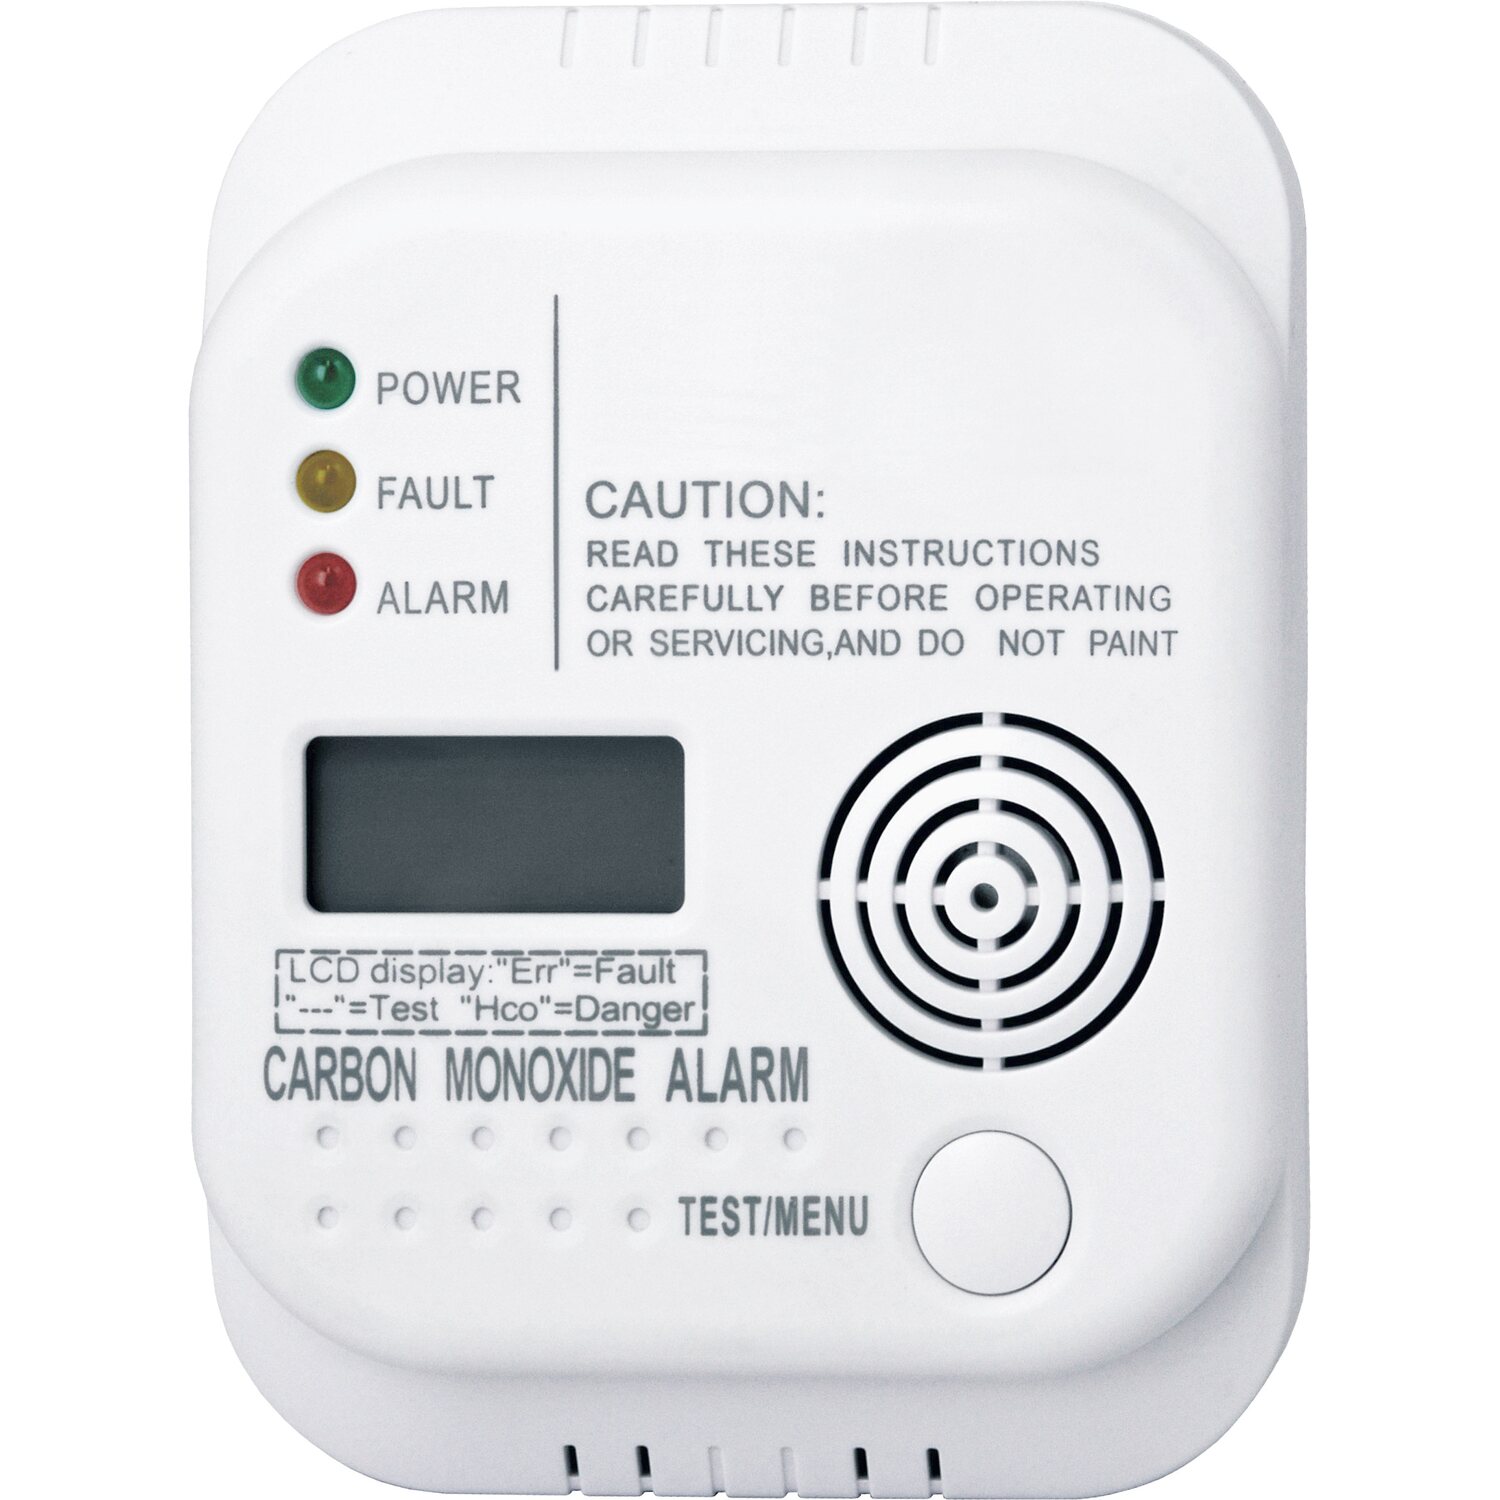 POWER
FAULT
ALARM
CAUTION:
READ THESE INSTRUCTIONS
CAREFULLY BEFORE OPERATING
OR SERVICING,AND DO NOT PAINT
LCD display:"Err"=Fault
"---"=Test "Hco"=Danger
CARBON MONOXIDE ALARM
TEST/MENU